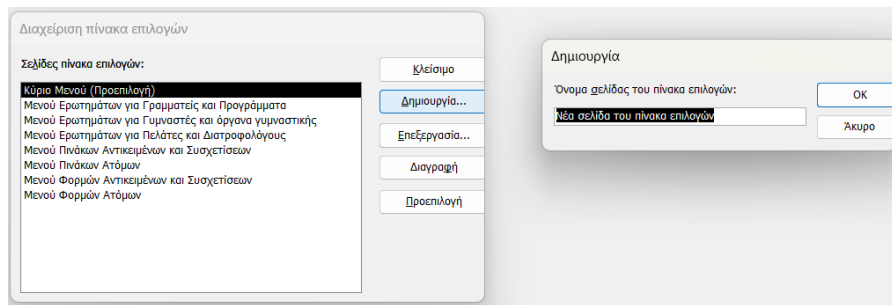 Διαχείριση πίνακα επιλογών
Σελίδες πίνακα επιλογών:
Κύριο Μενού (Προεπιλογή)
Μενού Ερωτημάτων για Γραμματείς και Προγράμματα
Μενού Ερωτημάτων για Γυμναστές και όργανα γυμναστικής
Μενού Ερωτημάτων για Πελάτες και Διατροφολόγους
Μενού Πινάκων Αντικειμένων και Συσχετίσεων
Μενού Πινάκων Ατόμων
Μενού Φορμών Αντικειμένων και Συσχετίσεων
Μενού Φορμών Ατόμων
Κλείσιμο
Δημιουργία...
Επεξεργασία...
Διαγραφή
Προεπιλογή
Δημιουργία
Όνομα σελίδας του πίνακα επιλογών:
Νέα σελίδα του πίνακα επιλογών
OK
Άκυρο